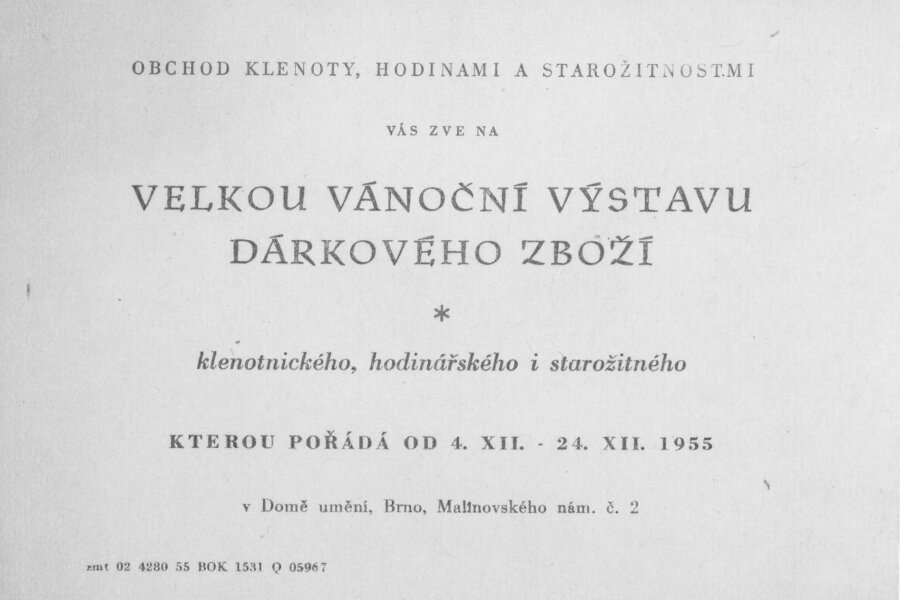 OBCHOD KLENOTY, HODINAMI A STAROŽITNOSTMI
VÁS ZVE NA
VELKOU VÁNOČNÍ VÝSTAVU
DÁRKOVÉHO ZBOŽÍ
*
klenotnického, hodinářského i starožitného
KTEROU POŘÁDÁ OD 4. XII. - 24. XII. 1955
v Domě umění, Brno, Malinovského nám. č. 2
zmt 02 4280 55 BOK 1531 Q 05967